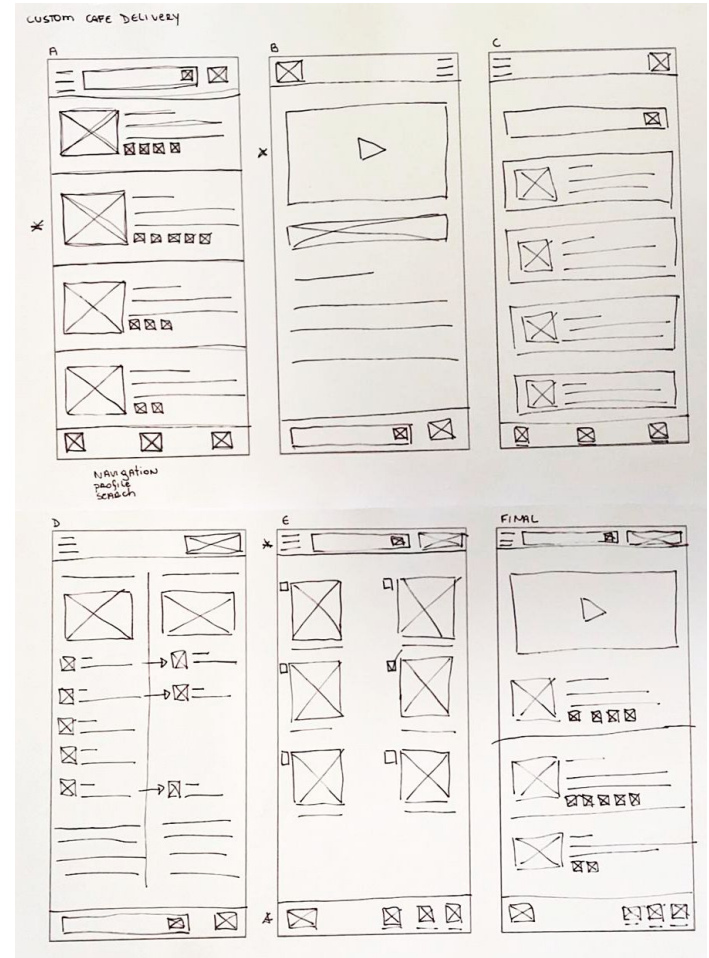 CUSTOM CAFE DELIVERY
A
B
C
NAVIGATION
PROFILE
SEARCH
D
E
FINAL